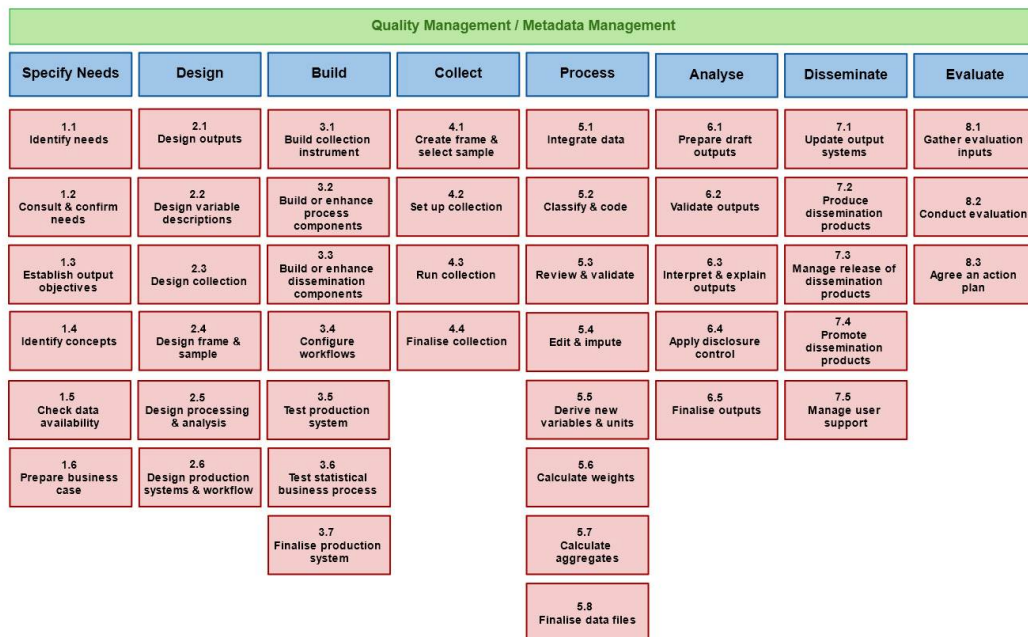 Quality Management / Metadata Management
Specify Needs
Design
Build
Collect
Process
Analyse
Disseminate
Evaluate
1.1
Identify needs
2.1
Design outputs
3.1
Build collection
instrument
4.1
Create frame &
select sample
5.1
Integrate data
6.1
Prepare draft
outputs
7.1
Update output
systems
8.1
Gather evaluation
inputs
1.2
Consult & confirm
needs
2.2
Design variable
descriptions
3.2
Build or enhance
process
components
4.2
Set up collection
5.2
Classify & code
6.2
Validate outputs
7.2
Produce
dissemination
products
8.2
Conduct evaluation
1.3
Establish output
objectives
2.3
Design collection
3.3
Build or enhance
dissemination
components
4.3
Run collection
5.3
Review & validate
6.3
Interpret & explain
outputs
7.3
Manage release of
dissemination
products
8.3
Agree an action
plan
1.4
Identify concepts
2.4
Design frame &
sample
3.4
Configure
workflows
4.4
Finalise collection
5.4
Edit & impute
6.4
Apply disclosure
control
7.4
Promote
dissemination
products
1.5
Check data
availability
2.5
Design processing
& analysis
3.5
Test production
system
5.5
Derive new
variables & units
6.5
Finalise outputs
7.5
Manage user
support
1.6
Prepare business
case
2.6
Design production
systems & workflow
3.6
Test statistical
business process
5.6
Calculate weights
3.7
Finalise production
system
5.7
Calculate
aggregates
5.8
Finalise data files